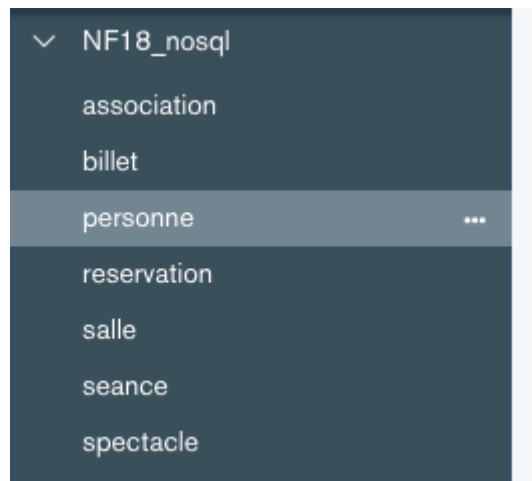 NF18_nosql
association
billet
personne
reservation
salle
seance
spectacle